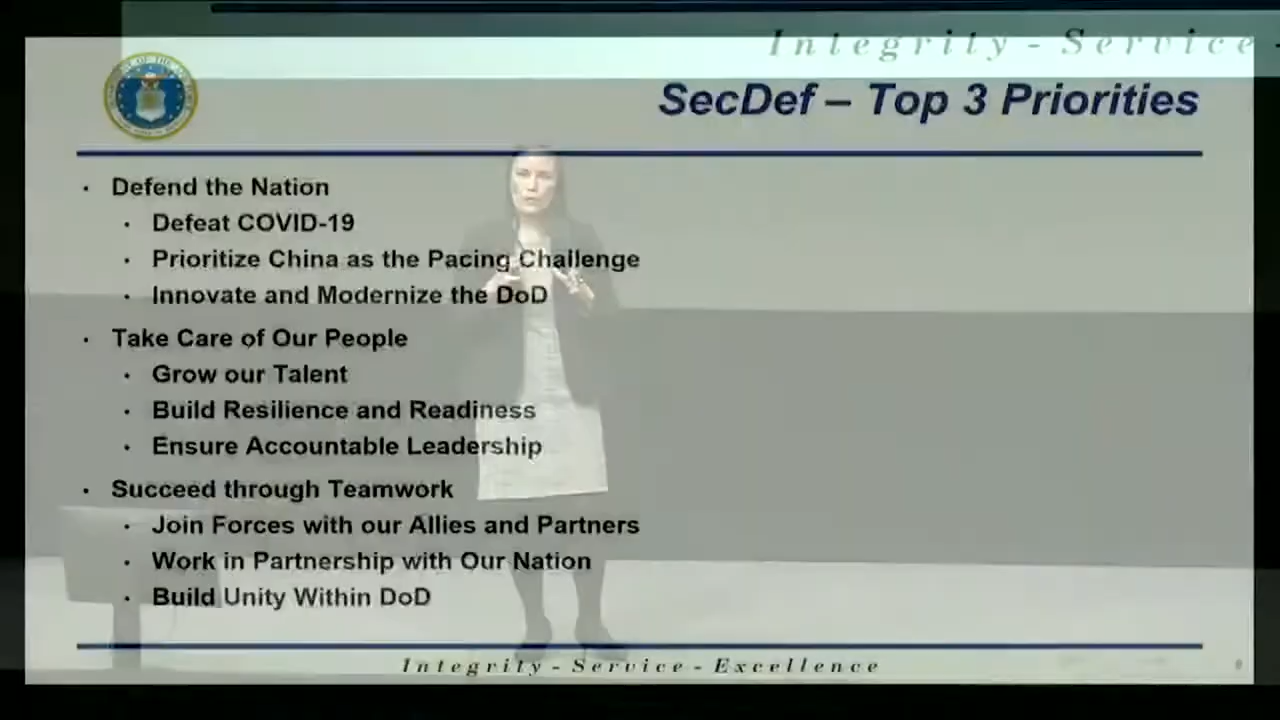 Integrity - Service -
SecDef – Top 3 Priorities
• Defend the Nation
• Defeat COVID-19
• Prioritize China as the Pacing Challenge
• Innovate and Modernize the DoD
• Take Care of Our People
• Grow our Talent
• Build Resilience and Readiness
• Ensure Accountable Leadership
• Succeed through Teamwork
• Join Forces with our Allies and Partners
• Work in Partnership with Our Nation
• Build Unity Within DoD
Integrity - Service - Excellence